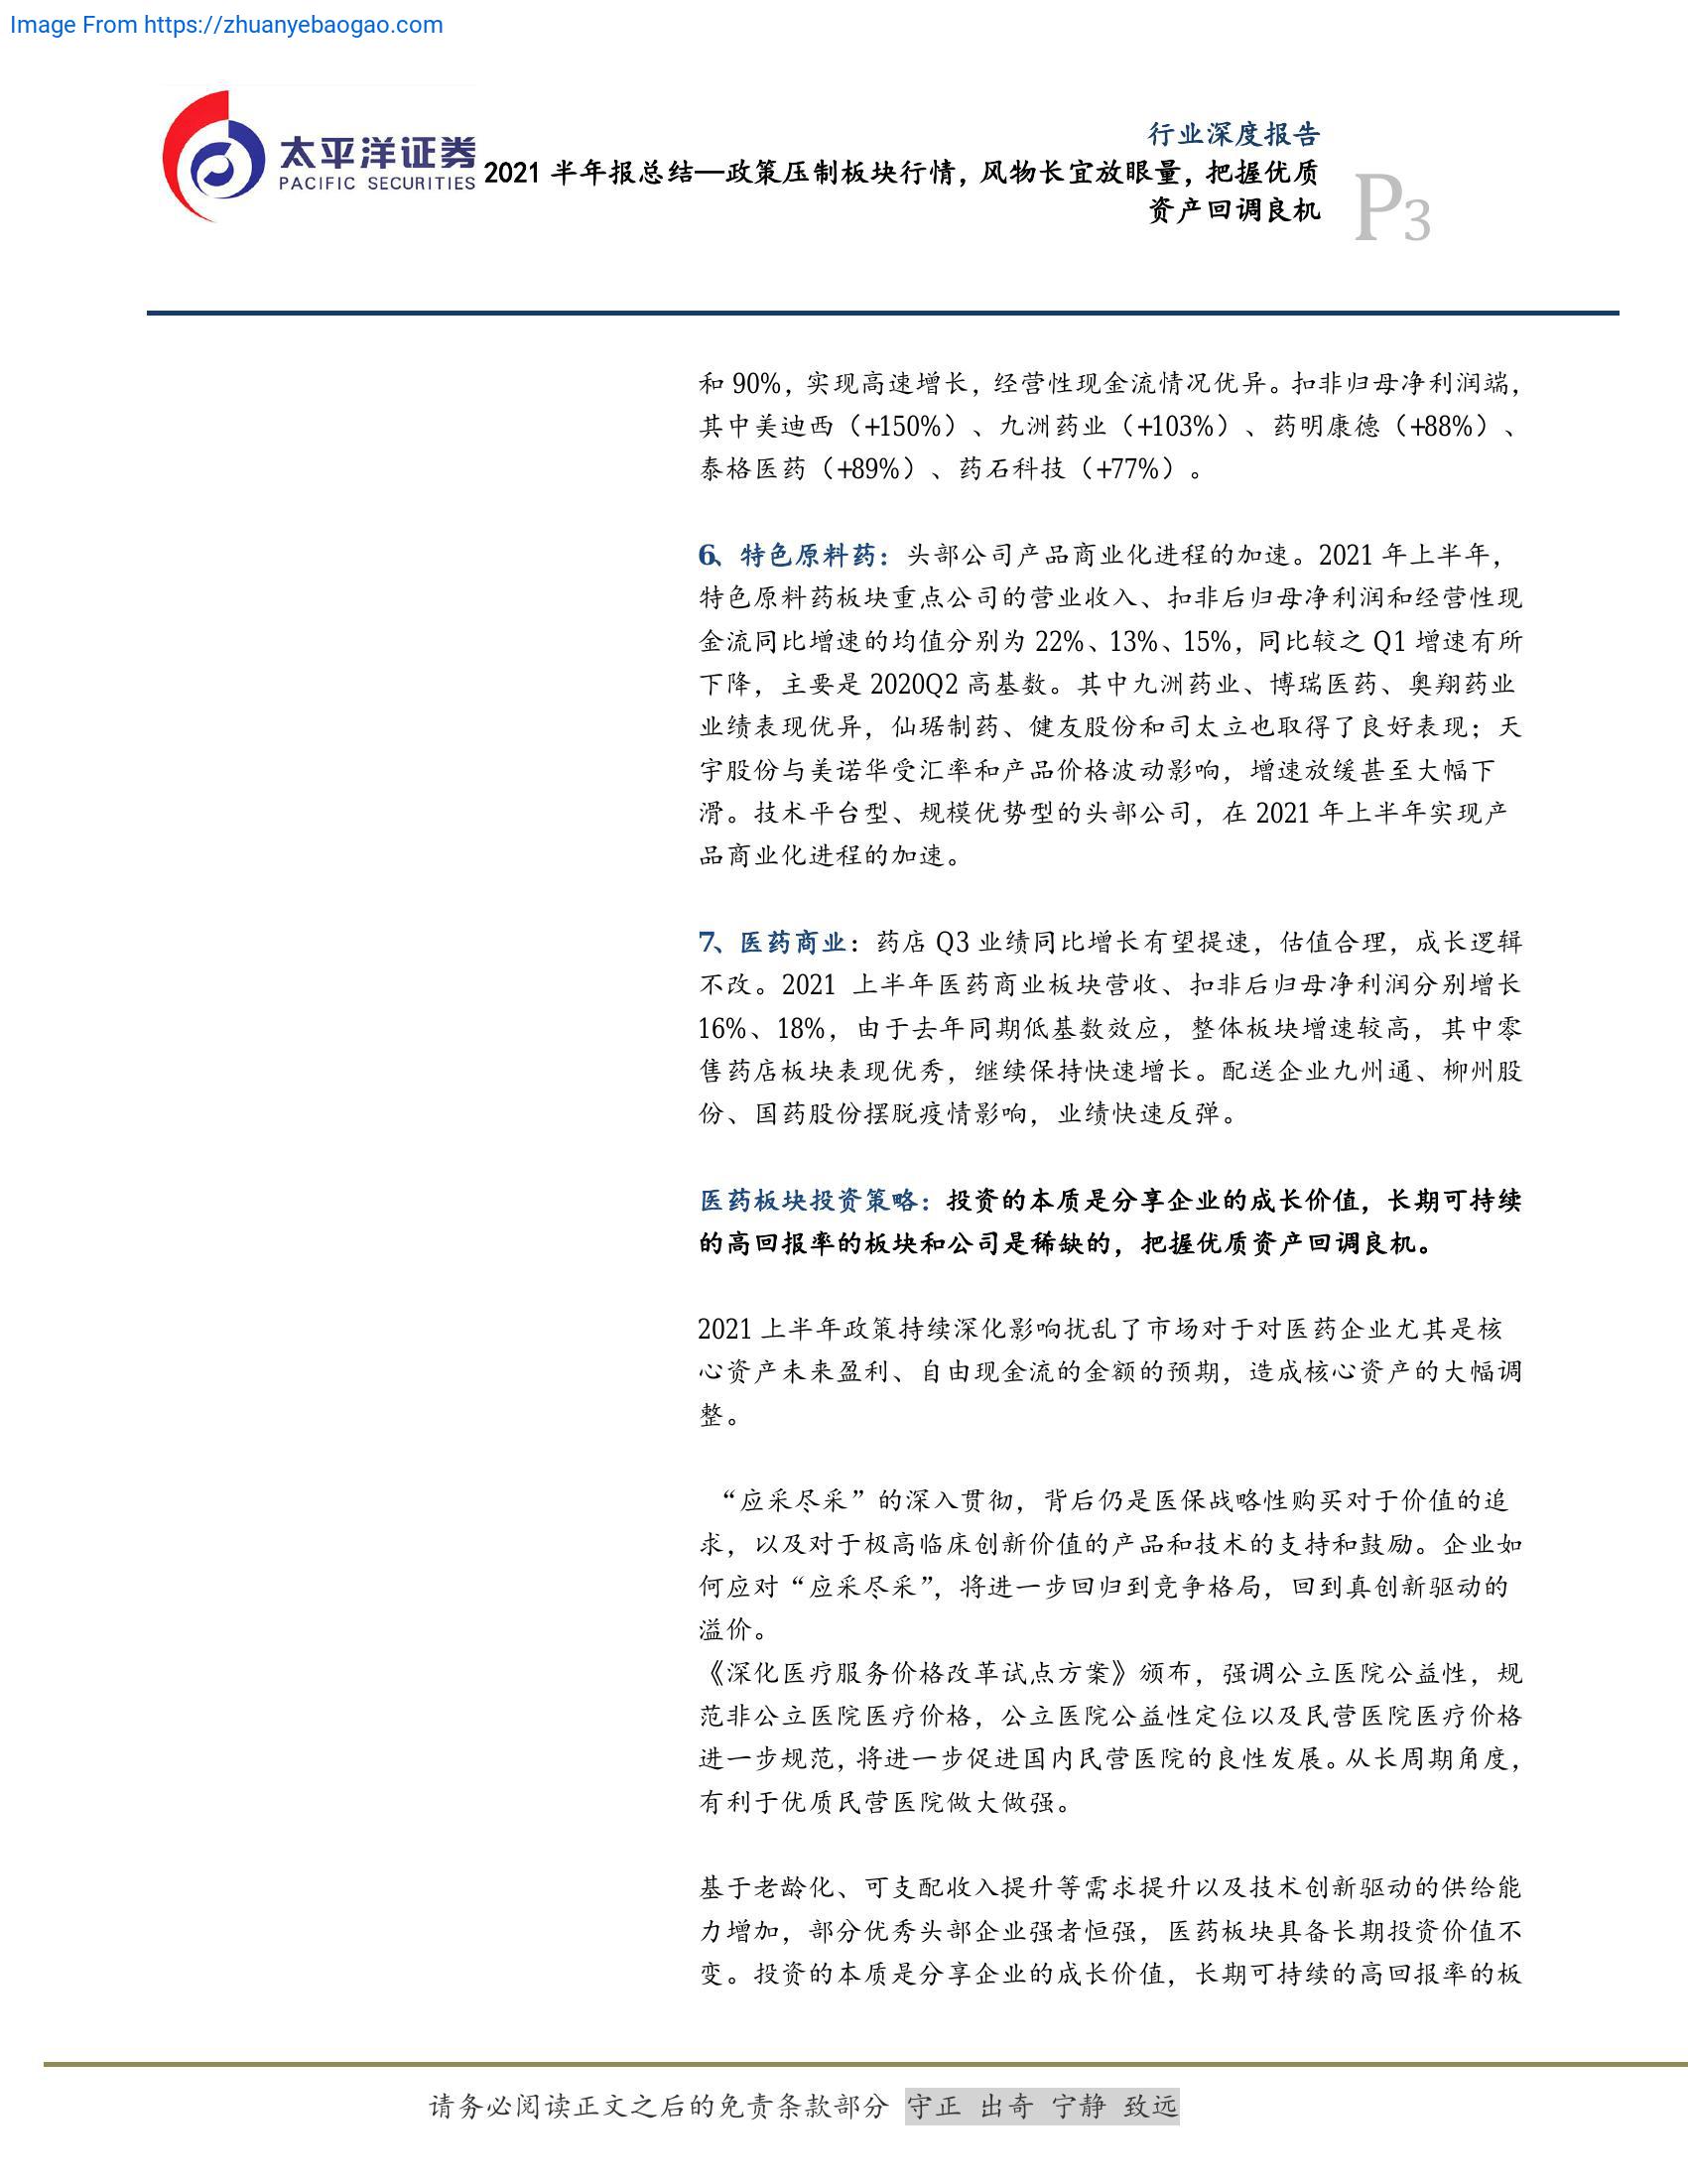 Image From https://zhuanyebaogao.com
太平洋证券
PACIFIC SECURITIES
行业深度报告
2021 半年报总结—政策压制板块行情，风物长宜放眼量，把握优质
资产回调良机
P3
和 90%，实现高速增长，经营性现金流情况优异。扣非归母净利润端，
其中美迪西（+150%）、九洲药业（+103%）、药明康德（+88%）、
泰格医药（+89%）、药石科技（+77%）。
6、特色原料药：头部公司产品商业化进程的加速。2021 年上半年，
特色原料药板块重点公司的营业收入、扣非后归母净利润和经营性现
金流同比增速的均值分别为 22%、13%、15%，同比较之 Q1 增速有所
下降，主要是 2020Q2 高基数。其中九洲药业、博瑞医药、奥翔药业
业绩表现优异，仙琚制药、健友股份和司太立也取得了良好表现；天
宇股份与美诺华受汇率和产品价格波动影响，增速放缓甚至大幅下
滑。技术平台型、规模优势型的头部公司，在 2021 年上半年实现产
品商业化进程的加速。
7、医药商业：药店 Q3 业绩同比增长有望提速，估值合理，成长逻辑
不改。2021 上半年医药商业板块营收、扣非后归母净利润分别增长
16%、18%，由于去年同期低基数效应，整体板块增速较高，其中零
售药店板块表现优秀，继续保持快速增长。配送企业九州通、柳州股
份、国药股份摆脱疫情影响，业绩快速反弹。
医药板块投资策略：投资的本质是分享企业的成长价值，长期可持续
的高回报率的板块和公司是稀缺的，把握优质资产回调良机。
2021 上半年政策持续深化影响扰乱了市场对于对医药企业尤其是核
心资产未来盈利、自由现金流的金额的预期，造成核心资产的大幅调
整。
“应采尽采”的深入贯彻，背后仍是医保战略性购买对于价值的追
求，以及对于极高临床创新价值的产品和技术的支持和鼓励。企业如
何应对“应采尽采”，将进一步回归到竞争格局，回到真创新驱动的
溢价。
《深化医疗服务价格改革试点方案》颁布，强调公立医院公益性，规
范非公立医院医疗价格，公立医院公益性定位以及民营医院医疗价格
进一步规范，将进一步促进国内民营医院的良性发展。从长周期角度，
有利于优质民营医院做大做强。
基于老龄化、可支配收入提升等需求提升以及技术创新驱动的供给能
力增加，部分优秀头部企业强者恒强，医药板块具备长期投资价值不
变。投资的本质是分享企业的成长价值，长期可持续的高回报率的板
请务必阅读正文之后的免责条款部分 守正 出奇 宁静 致远